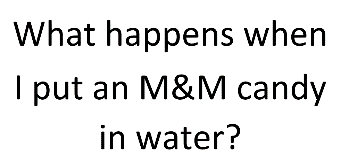 What happens when
I put an M&M candy
in water?